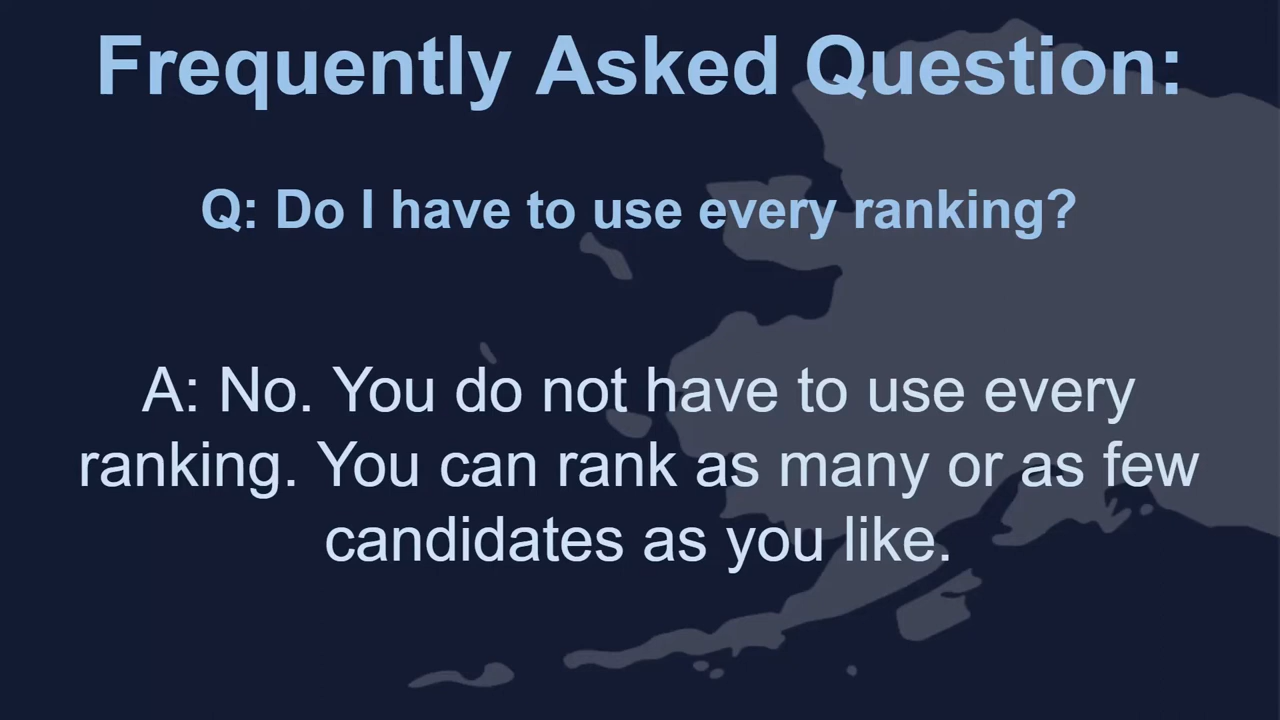 Frequently Asked Question:
Q: Do I have to use every ranking?
A: No. You do not have to use every
ranking. You can rank as many or as few
candidates as you like.